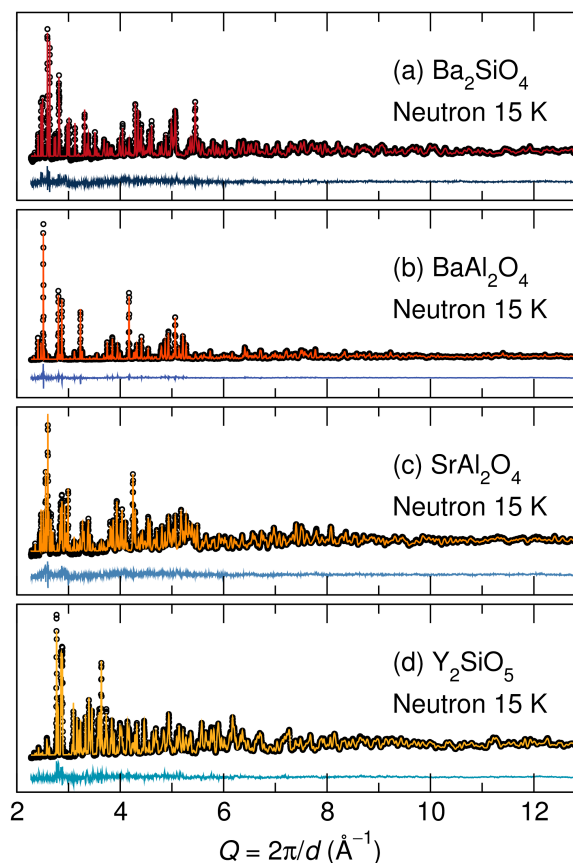 (a) Ba₂SiO₄
Neutron 15 K
(b) BaAl₂O₄
Neutron 15 K
(c) SrAl₂O₄
Neutron 15 K
(d) Y₂SiO₅
Neutron 15 K
2 4 6 8 10 12
Q = 2π/d (Å⁻¹)